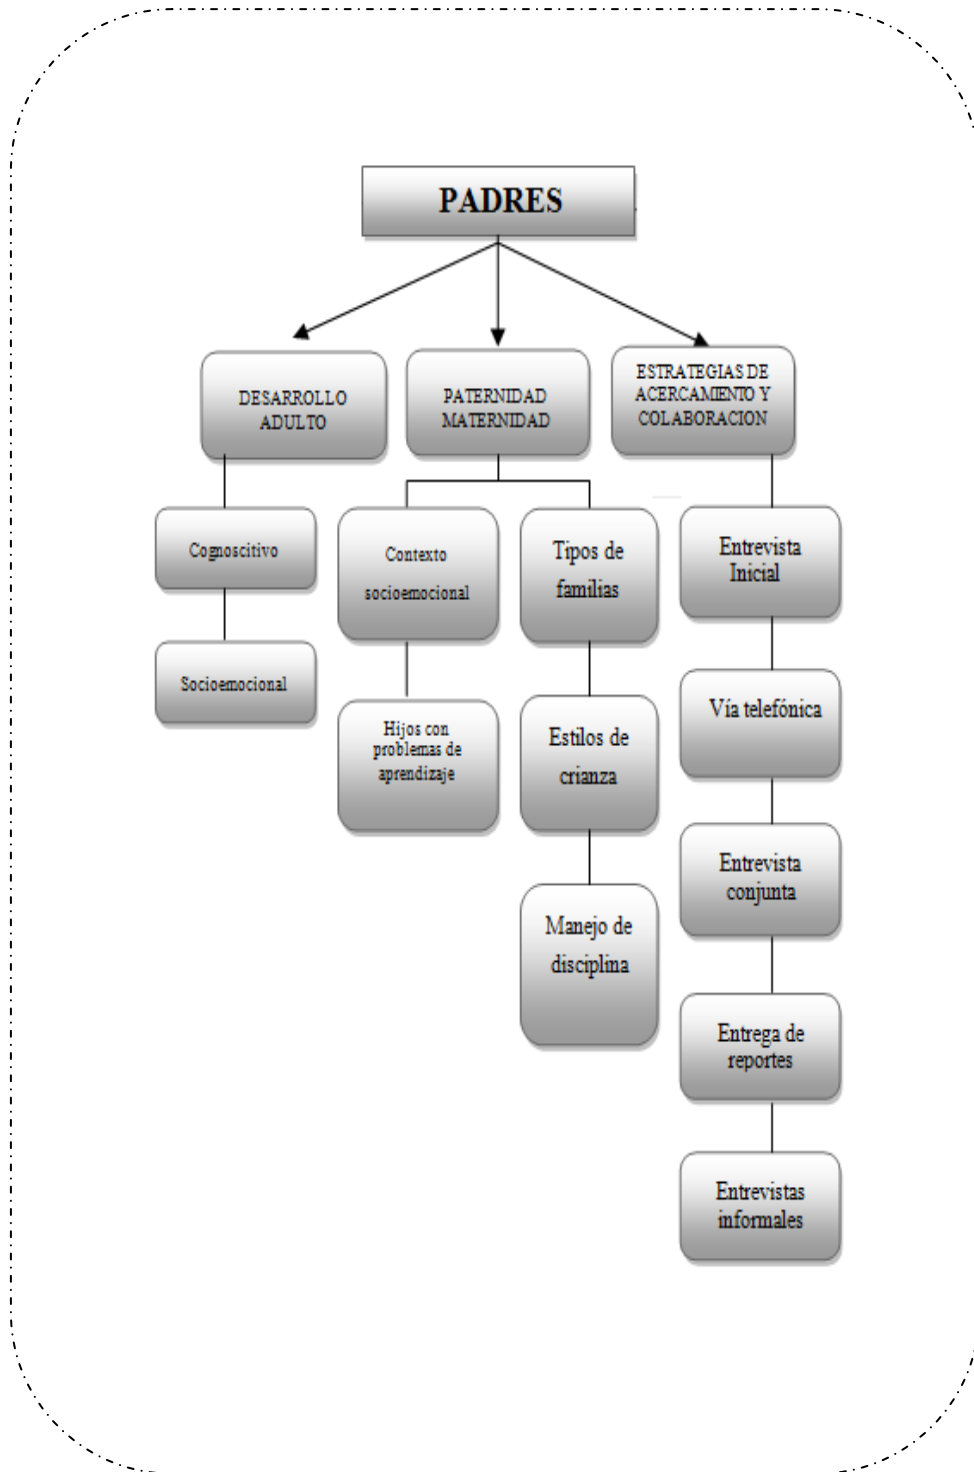 PADRES
DESARROLLO
ADULTO
PATERNIDAD
MATERNIDAD
ESTRATEGIAS DE
ACERCAMIENTO Y
COLABORACION
Cognoscitivo
Socioemocional
Contexto
socioemocional
Hijos con
problemas de
aprendizaje
Tipos de
familias
Estilos de
crianza
Manejo de
disciplina
Entrevista
Inicial
Vía telefónica
Entrevista
conjunta
Entrega de
reportes
Entrevistas
informales